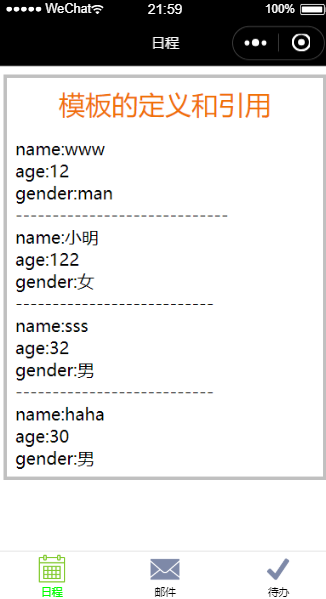 WeChat 21:59 100%
日程
模板的定义和引用
name:www
age:12
gender:man
-----------------------------
name:小明
age:122
gender:女
---------------------------
name:sss
age:32
gender:男
---------------------------
name:haha
age:30
gender:男
日程 邮件 待办